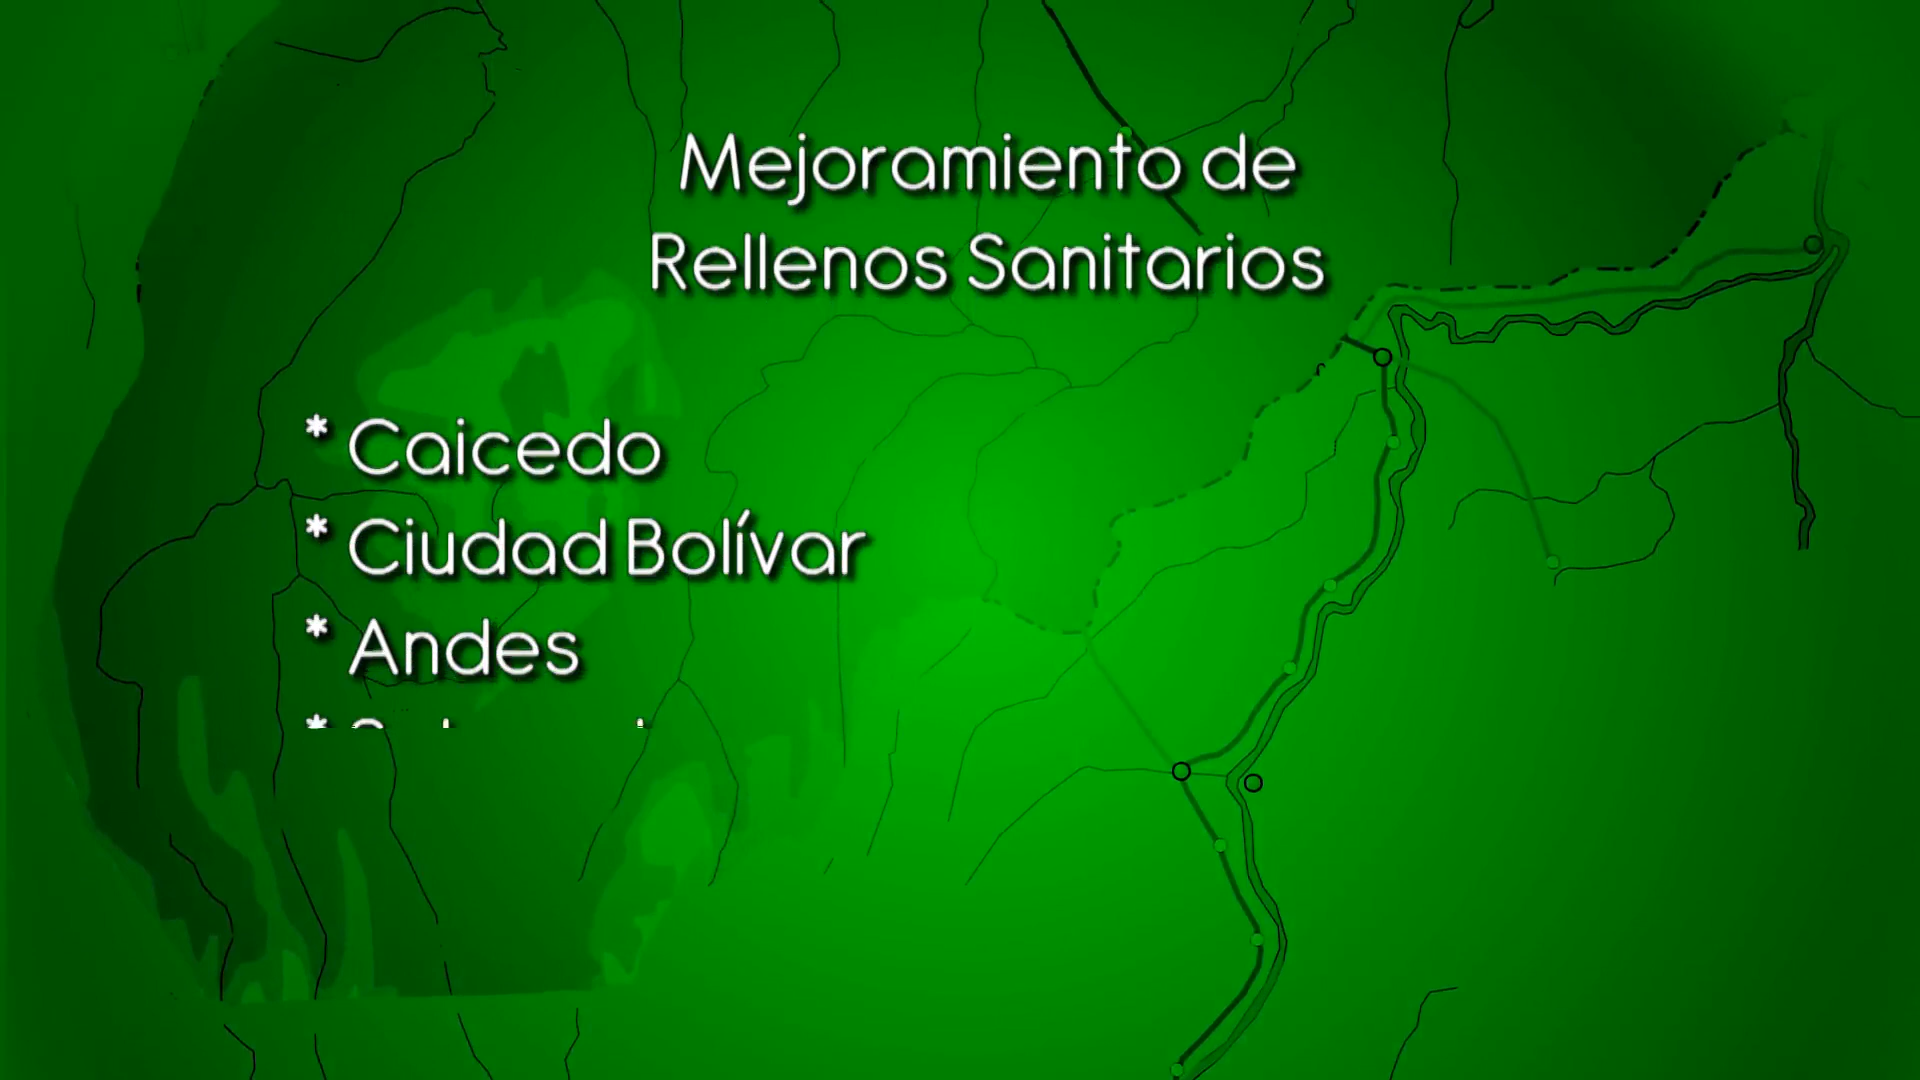 Mejoramiento de
Rellenos Sanitarios
* Caicedo
* Ciudad Bolívar
* Andes